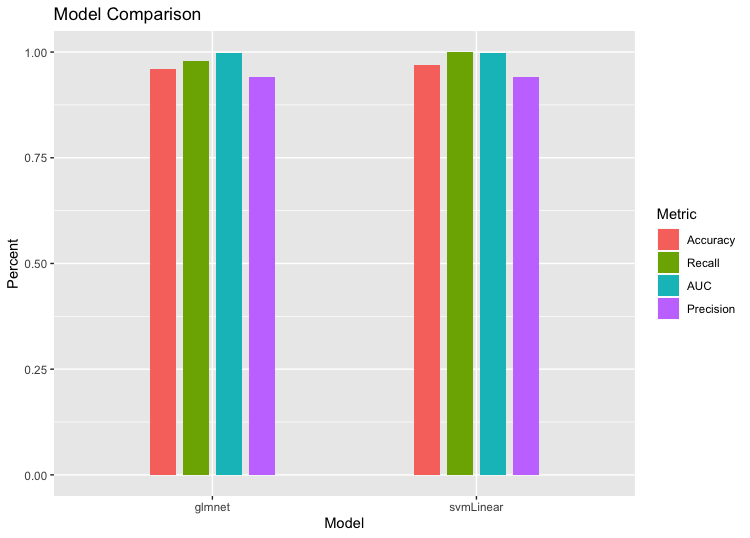 Model Comparison
1.00
0.75
0.50
0.25
0.00
Percent
glmnet
svmLinear
Model
Metric
Accuracy
Recall
AUC
Precision